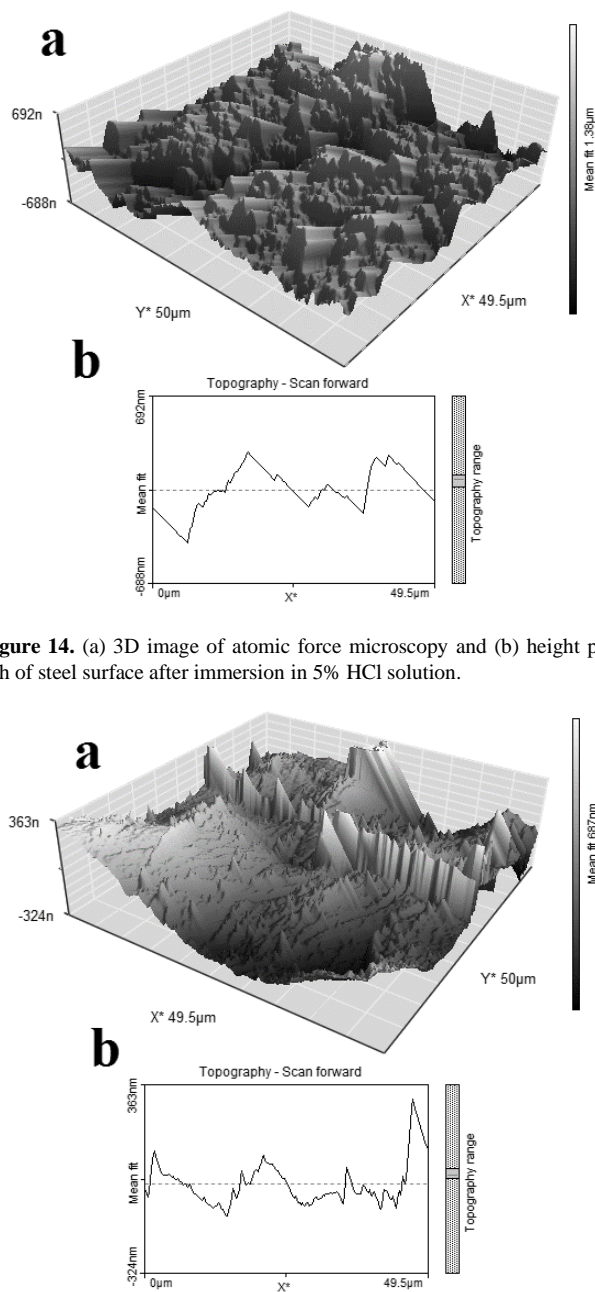 a
692n
-688n
Mean fit 1.38µm
Y* 50µm
X* 49.5µm
b
Topography - Scan forward
692nm
Mean fit
-688nm
0µm
X*
49.5µm
Topography range
gure 14. (a) 3D image of atomic force microscopy and (b) height p
h of steel surface after immersion in 5% HCl solution.
a
363n
-324n
Mean fit 687nm
X* 49.5µm
Y* 50µm
b
Topography - Scan forward
363nm
Mean fit
-324nm
0µm
X*
49.5µm
Topography range